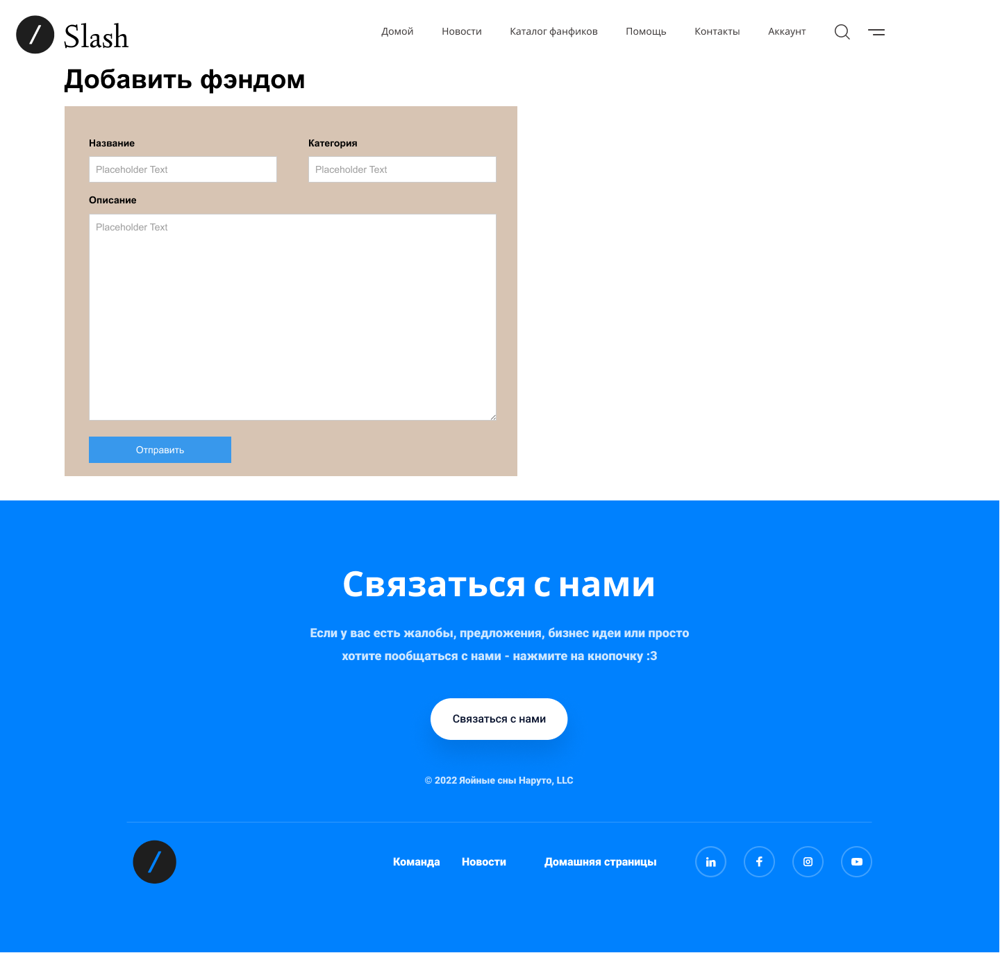 / Slash
Домой Новости Каталог фанфиков Помощь Контакты Аккаунт
Добавить фэндом
Название Категория
Placeholder Text Placeholder Text
Описание
Placeholder Text
Отправить
Связаться с нами
Если у вас есть жалобы, предложения, бизнес идеи или просто
хотите пообщаться с нами - нажмите на кнопочку :3
Связаться с нами
© 2022 Яойные сны Наруто, LLC
/ Команда Новости Домашняя страницы in f